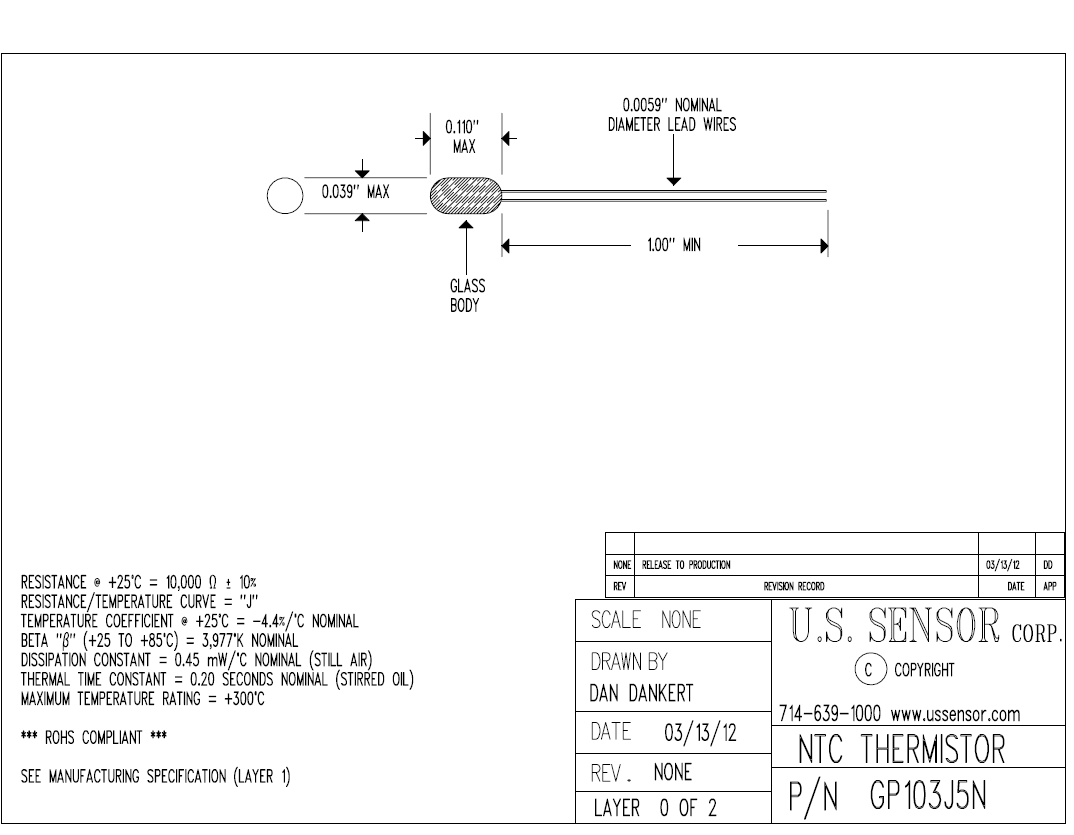 0.0059" NOMINAL
DIAMETER LEAD WIRES
0.110"
MAX
0.039" MAX
1.00" MIN
GLASS
BODY
NONE RELEASE TO PRODUCTION 03/13/12 DD
REV REVISION RECORD DATE APP
RESISTANCE @ +25°C = 10,000 Ω ± 10%
RESISTANCE/TEMPERATURE CURVE = "J"
TEMPERATURE COEFFICIENT @ +25°C = -4.4%/°C NOMINAL
BETA "β" (+25 TO +85°C) = 3,977°K NOMINAL
DISSIPATION CONSTANT = 0.45 mW/°C NOMINAL (STILL AIR)
THERMAL TIME CONSTANT = 0.20 SECONDS NOMINAL (STIRRED OIL)
MAXIMUM TEMPERATURE RATING = +300°C
*** ROHS COMPLIANT ***
SEE MANUFACTURING SPECIFICATION (LAYER 1)
SCALE NONE
DRAWN BY
DAN DANKERT
DATE 03/13/12
REV. NONE
LAYER 0 OF 2
U.S. SENSOR CORP.
C COPYRIGHT
714-639-1000 www.ussensor.com
NTC THERMISTOR
P/N GP103J5N